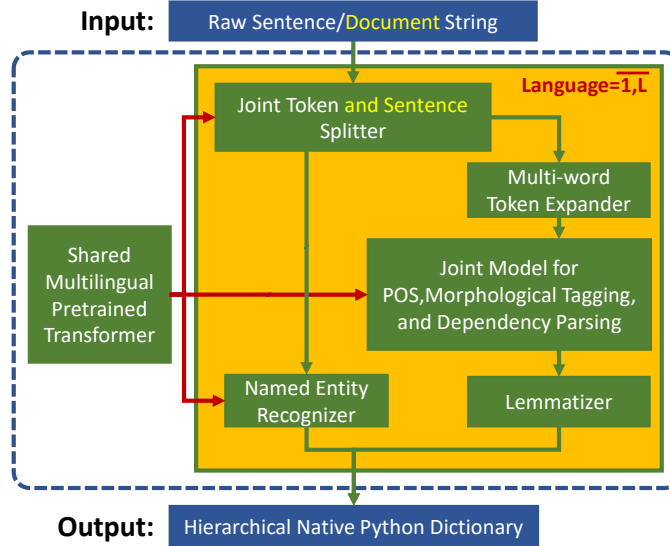 Input: Raw Sentence/Document String
Language=1,L
Joint Token and Sentence
Splitter
Multi-word
Token Expander
Shared
Multilingual
Pretrained
Transformer
Joint Model for
POS,Morphological Tagging,
and Dependency Parsing
Named Entity
Recognizer
Lemmatizer
Output: Hierarchical Native Python Dictionary